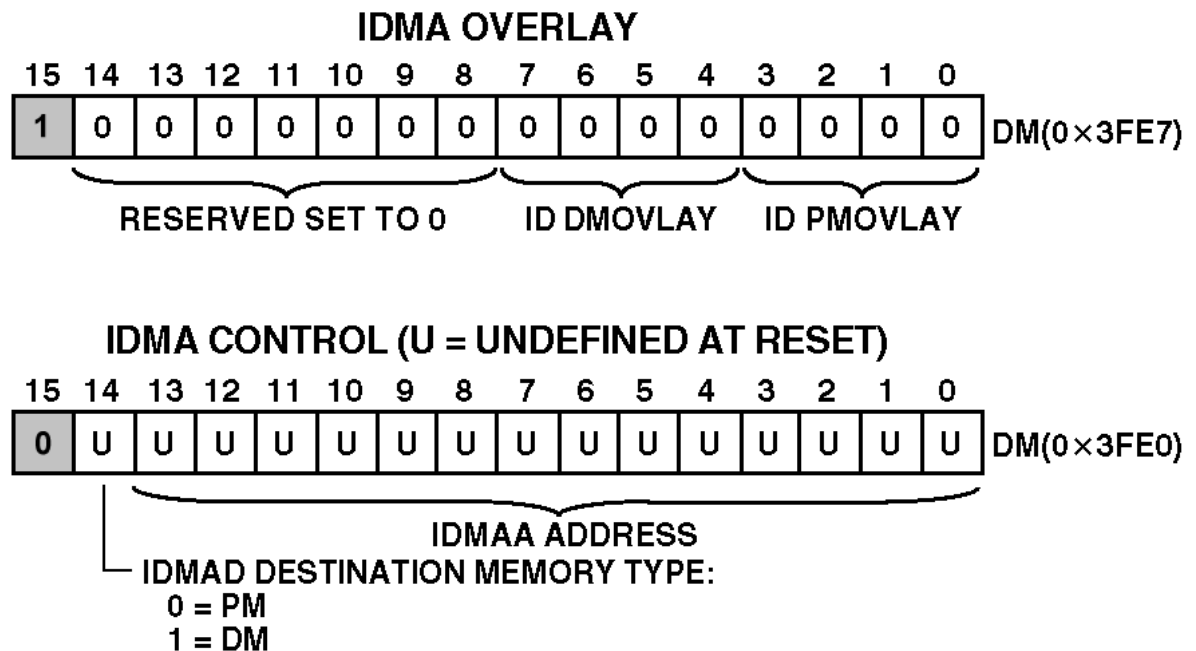 IDMA OVERLAY
15 14 13 12 11 10 9 8 7 6 5 4 3 2 1 0
1 0 0 0 0 0 0 0 0 0 0 0 0 0 0 0 DM(0×3FE7)
RESERVED SET TO 0 ID DMOVLAY ID PMOVLAY
IDMA CONTROL (U = UNDEFINED AT RESET)
15 14 13 12 11 10 9 8 7 6 5 4 3 2 1 0
0 U U U U U U U U U U U U U U U DM(0×3FE0)
IDMAA ADDRESS
IDMAD DESTINATION MEMORY TYPE:
0 = PM
1 = DM